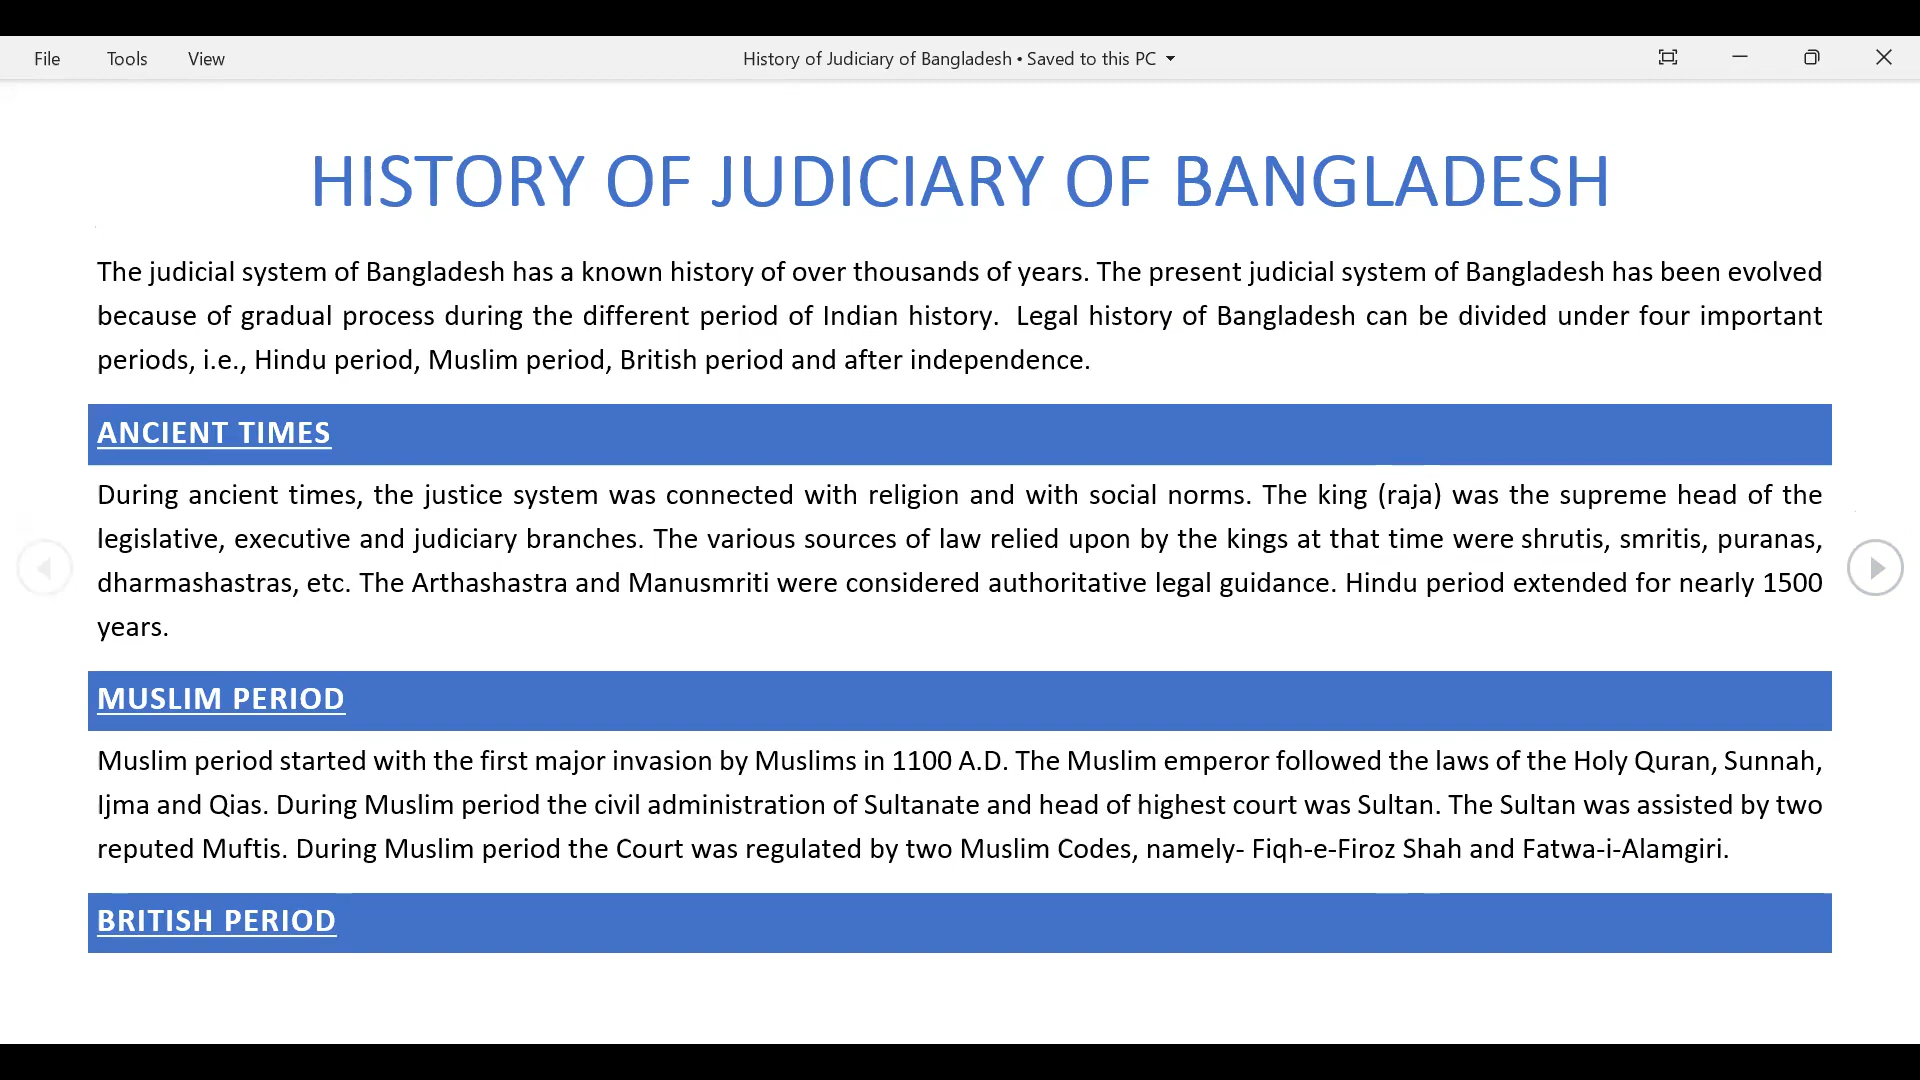 File Tools View History of Judiciary of Bangladesh • Saved to this PC
HISTORY OF JUDICIARY OF BANGLADESH
The judicial system of Bangladesh has a known history of over thousands of years. The present judicial system of Bangladesh has been evolved
because of gradual process during the different period of Indian history. Legal history of Bangladesh can be divided under four important
periods, i.e., Hindu period, Muslim period, British period and after independence.
ANCIENT TIMES
During ancient times, the justice system was connected with religion and with social norms. The king (raja) was the supreme head of the
legislative, executive and judiciary branches. The various sources of law relied upon by the kings at that time were shrutis, smritis, puranas,
dharmashastras, etc. The Arthashastra and Manusmriti were considered authoritative legal guidance. Hindu period extended for nearly 1500
years.
MUSLIM PERIOD
Muslim period started with the first major invasion by Muslims in 1100 A.D. The Muslim emperor followed the laws of the Holy Quran, Sunnah,
Ijma and Qias. During Muslim period the civil administration of Sultanate and head of highest court was Sultan. The Sultan was assisted by two
reputed Muftis. During Muslim period the Court was regulated by two Muslim Codes, namely- Fiqh-e-Firoz Shah and Fatwa-i-Alamgiri.
BRITISH PERIOD